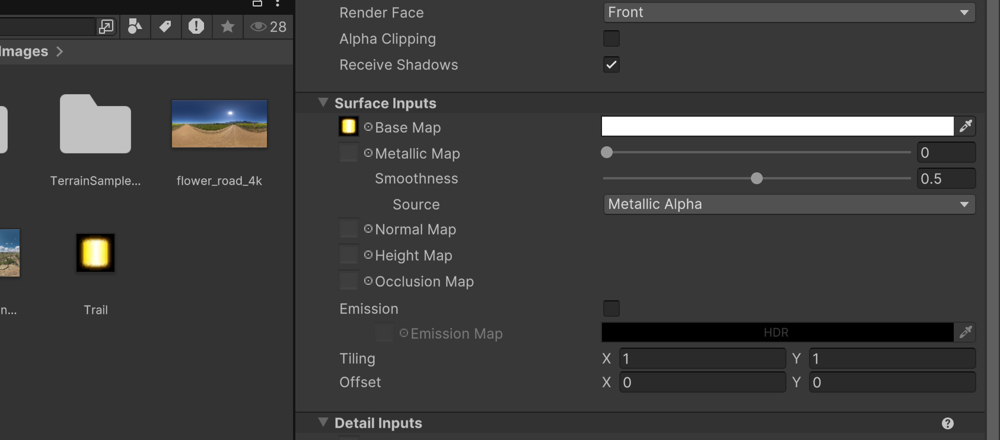 28
Images
TerrainSample...
flower_road_4k
n...
Trail
Render Face
Front
Alpha Clipping
Receive Shadows
Surface Inputs
Base Map
Metallic Map
0
Smoothness
0.5
Source
Metallic Alpha
Normal Map
Height Map
Occlusion Map
Emission
Emission Map
HDR
Tiling
X 1 Y 1
Offset
X 0 Y 0
Detail Inputs